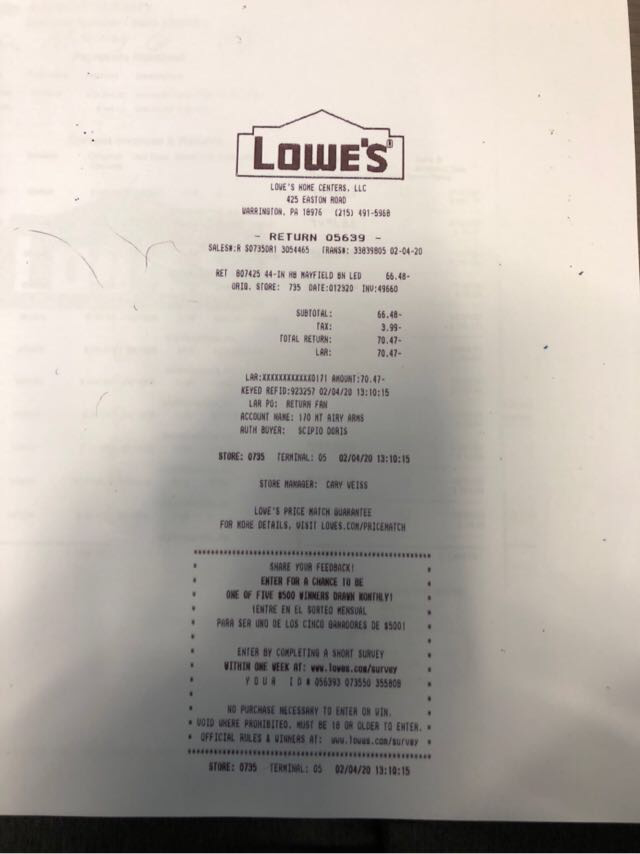 LOWE'S
LOWE'S HOME CENTERS, LLC
425 EASTON ROAD
WARRINGTON, PA 18976 (215) 491-5968
- RETURN 05639 -
SALES#:R S0735DR1 3054465 TRANS#: 33839805 02-04-20
RET 807425 44-IN HB MAYFIELD BN LED 66.48-
ORIG. STORE: 735 DATE:012320 INV:49660
SUBTOTAL: 66.48-
TAX: 3.99-
TOTAL RETURN: 70.47-
LAR: 70.47-
LAR:XXXXXXXXXXXX0171 AMOUNT:70.47-
KEYED REFID:923257 02/04/20 13:10:15
LAR PO: RETURN FAN
ACCOUNT NAME: 170 MT AIRY ARMS
AUTH BUYER: SCIPIO DORIS
STORE: 0735 TERMINAL: 05 02/04/20 13:10:15
STORE MANAGER: CARY WEISS
LOWE'S PRICE MATCH GUARANTEE
FOR MORE DETAILS, VISIT LOWES.COM/PRICEMATCH
SHARE YOUR FEEDBACK!
ENTER FOR A CHANCE TO BE
ONE OF FIVE $500 WINNERS DRAWN MONTHLY!
¡ENTRE EN EL SORTEO MENSUAL
PARA SER UNO DE LOS CINCO GANADORES DE $500!
ENTER BY COMPLETING A SHORT SURVEY
WITHIN ONE WEEK AT: www.lowes.com/survey
Y O U R I D # 056393 073550 355808
NO PURCHASE NECESSARY TO ENTER OR WIN.
* VOID WHERE PROHIBITED. MUST BE 18 OR OLDER TO ENTER. *
* OFFICIAL RULES & WINNERS AT: www.lowes.com/survey *
STORE: 0735 TERMINAL: 05 02/04/20 13:10:15